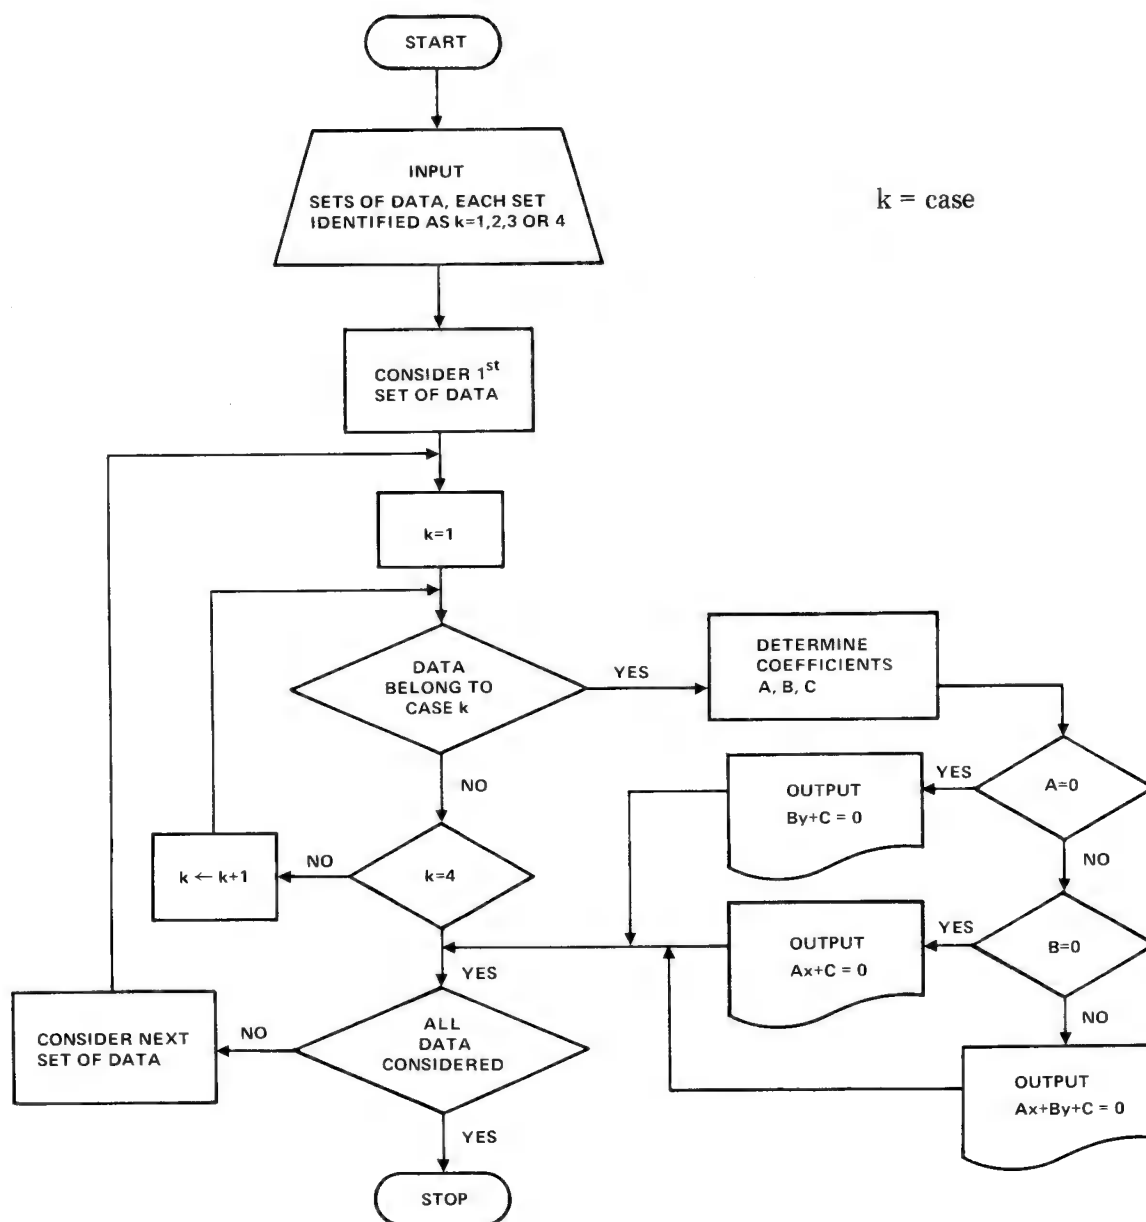 START
INPUT
SETS OF DATA, EACH SET
IDENTIFIED AS k=1,2,3 OR 4
k = case
CONSIDER 1st
SET OF DATA
k=1
DATA
BELONG TO
CASE k
YES
DETERMINE
COEFFICIENTS
A, B, C
NO
A=0
YES
OUTPUT
By+C = 0
NO
k=4
NO
k ← k+1
B=0
YES
OUTPUT
Ax+C = 0
YES
NO
ALL
DATA
CONSIDERED
NO
CONSIDER NEXT
SET OF DATA
OUTPUT
Ax+By+C = 0
YES
STOP